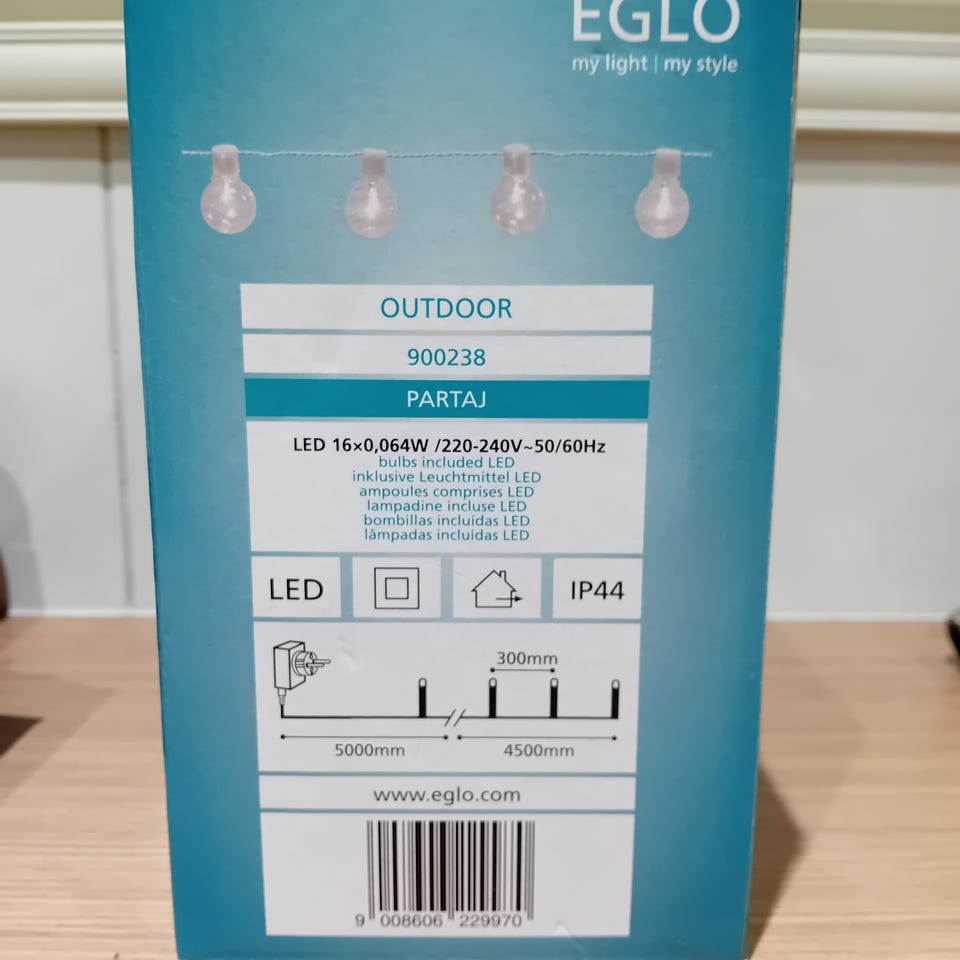 EGLO
my light | my style
OUTDOOR
900238
PARTAJ
LED 16×0,064W /220-240V~50/60Hz
bulbs included LED
inklusive Leuchtmittel LED
ampoules comprises LED
lampadine incluse LED
bombillas incluídas LED
lâmpadas incluídas LED
LED
IP44
300mm
5000mm
4500mm
www.eglo.com
9 008606 229970